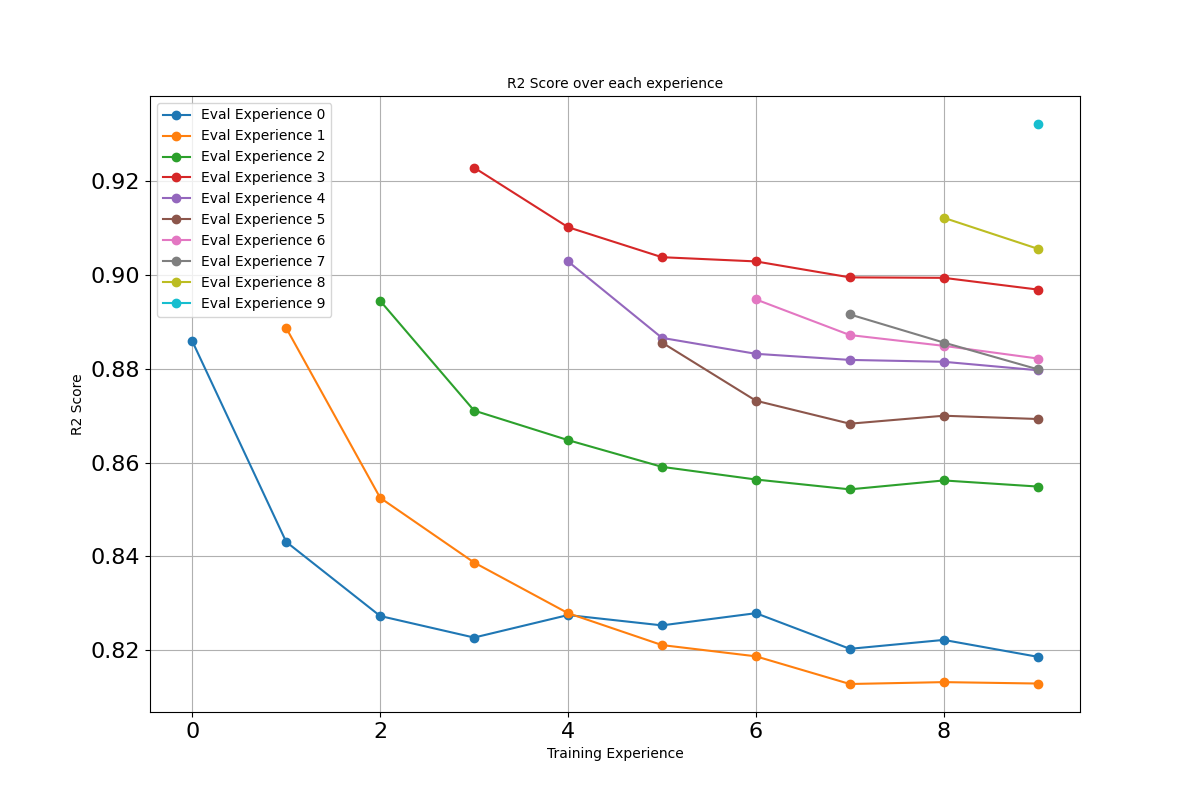 R2 Score over each experience
Eval Experience 0
Eval Experience 1
Eval Experience 2
Eval Experience 3
Eval Experience 4
Eval Experience 5
Eval Experience 6
Eval Experience 7
Eval Experience 8
Eval Experience 9
0.92
0.90
0.88
0.86
0.84
0.82
R2 Score
0 2 4 6 8
Training Experience